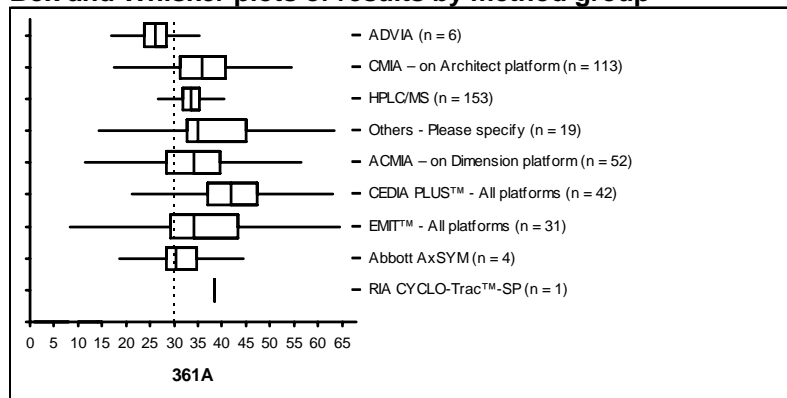 Box and Whisker plots of results by method group
ADVIA (n = 6)
CMIA – on Architect platform (n = 113)
HPLC/MS (n = 153)
Others - Please specify (n = 19)
ACMIA – on Dimension platform (n = 52)
CEDIA PLUS™ - All platforms (n = 42)
EMIT™ - All platforms (n = 31)
Abbott AxSYM (n = 4)
RIA CYCLO-Trac™-SP (n = 1)
0 5 10 15 20 25 30 35 40 45 50 55 60 65
361A